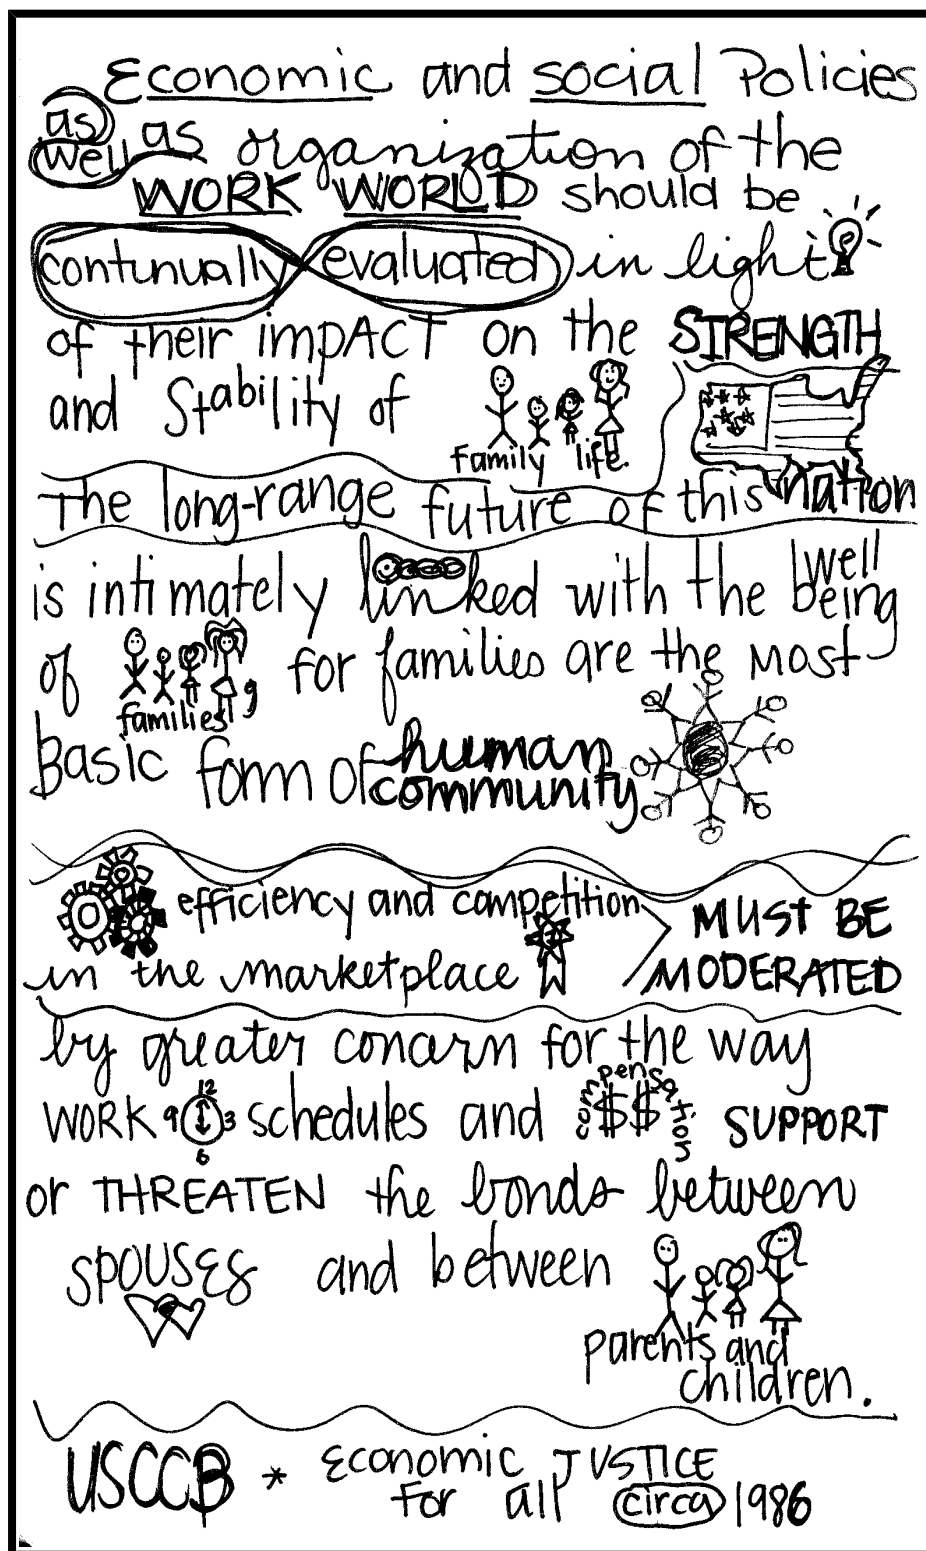 Economic and social Policies
as well as organization of the
WORK WORLD should be
continually evaluated in light
of their impACT on the STRENGTH
and Stability of
family life.
The long-range future of this nation
is intimately linked with the well being
of families, for families are the most
Basic form of human community
efficiency and competition
in the marketplace MUST BE MODERATED
by greater concern for the way
WORK 12 9 3 6 schedules and compensation $$ SUPPORT
or THREATEN the bonds between
SPOUSES and between
parents and
children.
USCCB * Economic JUSTICE
for all circa 1986